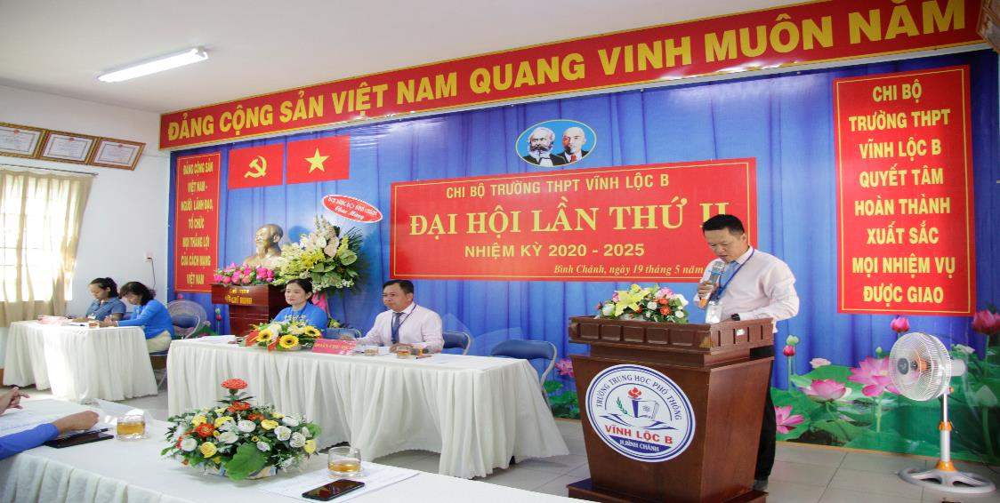 ĐẢNG CỘNG SẢN VIỆT NAM QUANG VINH MUÔN NĂM
ĐẢNG CỘNG SẢN
VIỆT NAM -
NGƯỜI LÃNH ĐẠO,
TỔ CHỨC
MỌI THẮNG LỢI
CỦA CÁCH MẠNG
VIỆT NAM
CHI BỘ TRƯỜNG THPT VĨNH LỘC B
ĐẠI HỘI LẦN THỨ II
NHIỆM KỲ 2020 - 2025
Bình Chánh, ngày 19 tháng 5 năm
CHI BỘ
TRƯỜNG THPT
VĨNH LỘC B
QUYẾT TÂM
HOÀN THÀNH
XUẤT SẮC
MỌI NHIỆM VỤ
ĐƯỢC GIAO
Chúc Mừng
ĐOÀN CHỦ TỊCH
TRƯỜNG TRUNG HỌC PHỔ THÔNG
VĨNH LỘC B
H.BÌNH CHÁNH